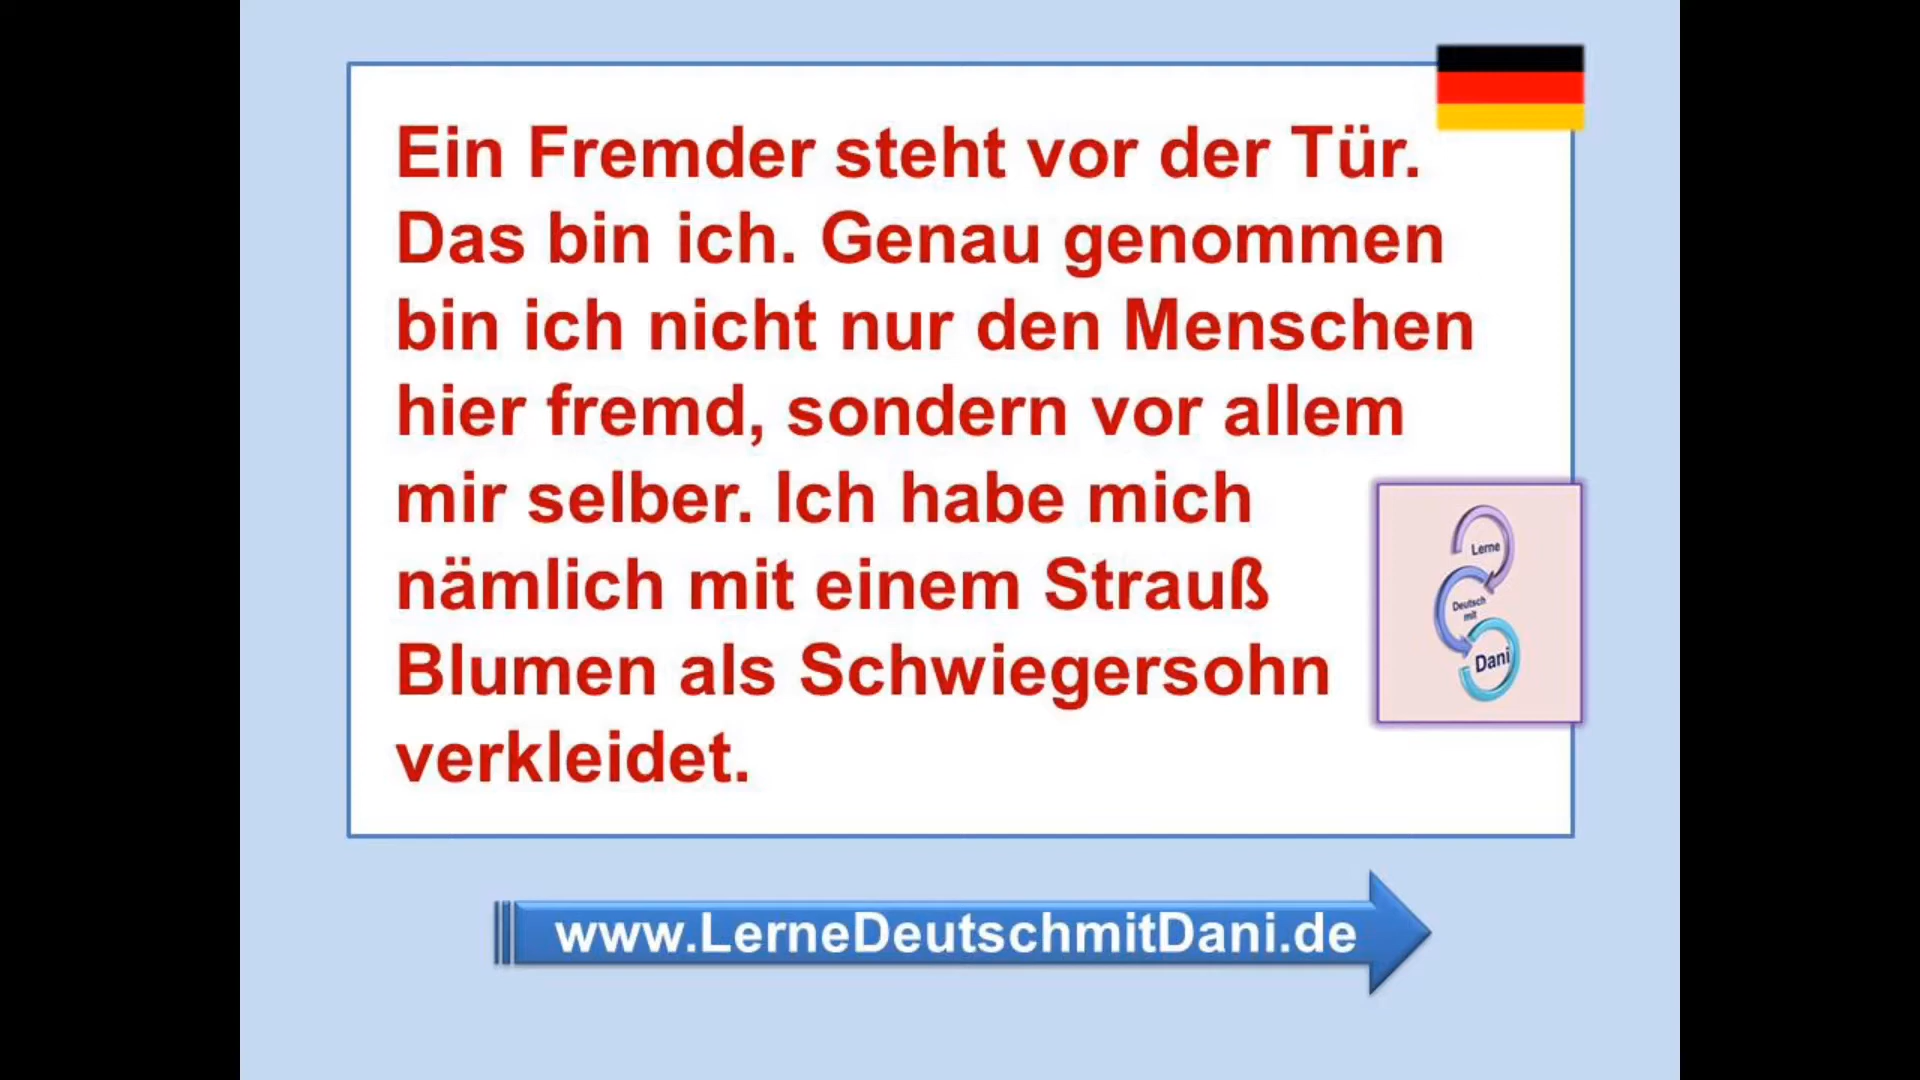 Ein Fremder steht vor der Tür.
Das bin ich. Genau genommen
bin ich nicht nur den Menschen
hier fremd, sondern vor allem
mir selber. Ich habe mich
nämlich mit einem Strauß
Blumen als Schwiegersohn
verkleidet.
Lerne
Deutsch
mit
Dani
www.LerneDeutschmitDani.de